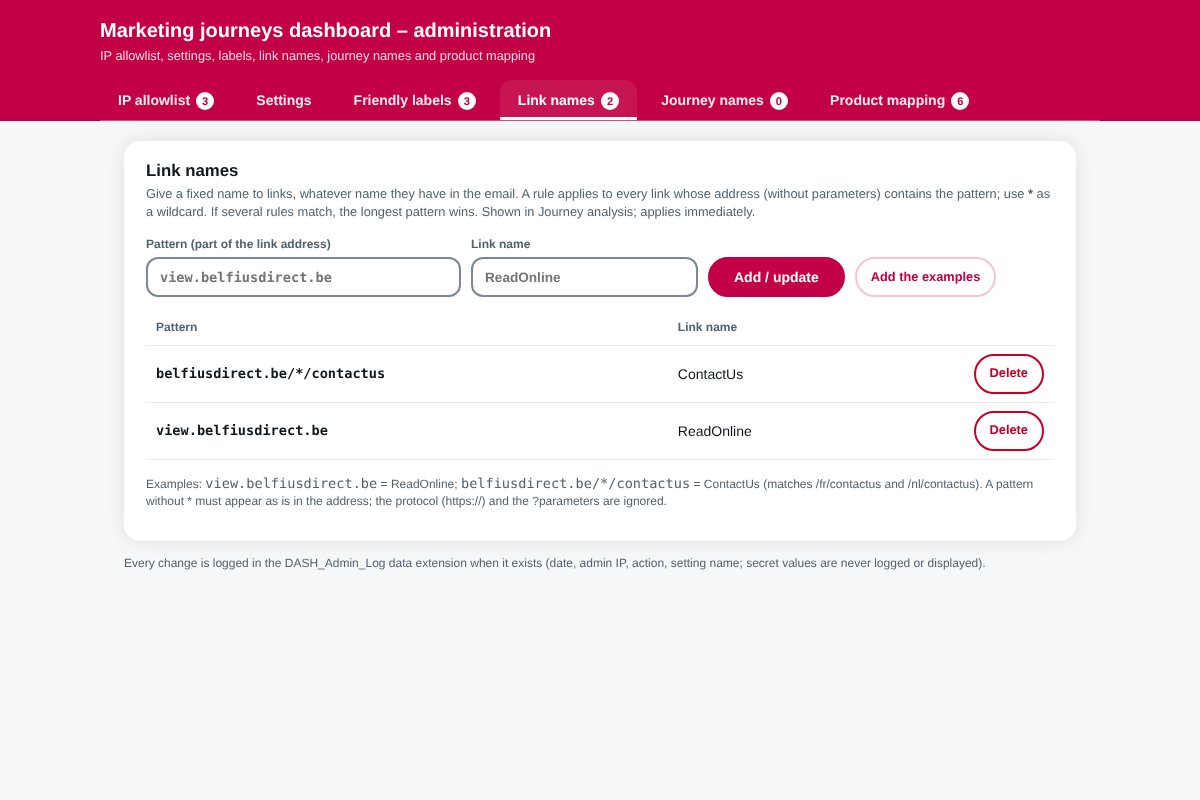 Marketing journeys dashboard – administration
IP allowlist, settings, labels, link names, journey names and product mapping
IP allowlist 3
Settings
Friendly labels 3
Link names 2
Journey names 0
Product mapping 6
Link names
Give a fixed name to links, whatever name they have in the email. A rule applies to every link whose address (without parameters) contains the pattern; use * as
a wildcard. If several rules match, the longest pattern wins. Shown in Journey analysis; applies immediately.
Pattern (part of the link address)
Link name
view.belfiusdirect.be
ReadOnline
Add / update
Add the examples
Pattern
Link name
belfiusdirect.be/*/contactus
ContactUs
Delete
view.belfiusdirect.be
ReadOnline
Delete
Examples: view.belfiusdirect.be = ReadOnline; belfiusdirect.be/*/contactus = ContactUs (matches /fr/contactus and /nl/contactus). A pattern
without * must appear as is in the address; the protocol (https://) and the ?parameters are ignored.
Every change is logged in the DASH_Admin_Log data extension when it exists (date, admin IP, action, setting name; secret values are never logged or displayed).